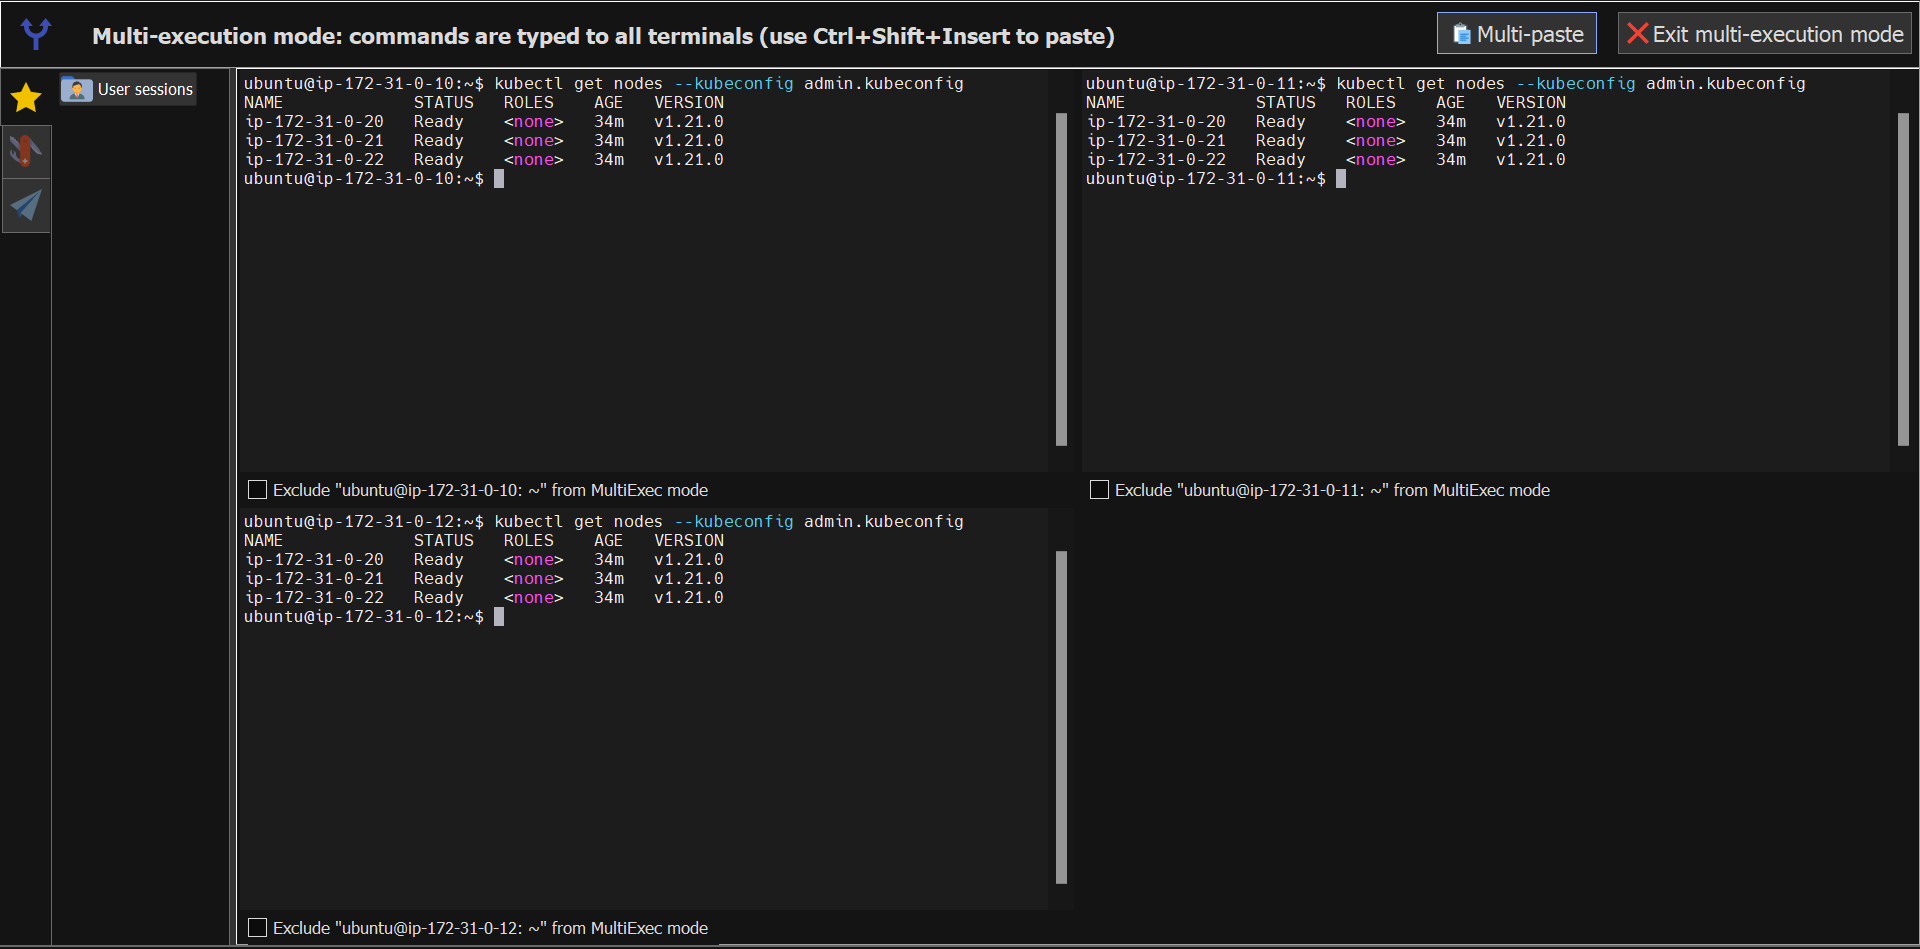 Multi-execution mode: commands are typed to all terminals (use Ctrl+Shift+Insert to paste)
Multi-paste
Exit multi-execution mode
User sessions
ubuntu@ip-172-31-0-10:~$ kubectl get nodes --kubeconfig admin.kubeconfig
NAME STATUS ROLES AGE VERSION
ip-172-31-0-20 Ready <none> 34m v1.21.0
ip-172-31-0-21 Ready <none> 34m v1.21.0
ip-172-31-0-22 Ready <none> 34m v1.21.0
ubuntu@ip-172-31-0-10:~$
Exclude "ubuntu@ip-172-31-0-10: ~" from MultiExec mode
ubuntu@ip-172-31-0-11:~$ kubectl get nodes --kubeconfig admin.kubeconfig
NAME STATUS ROLES AGE VERSION
ip-172-31-0-20 Ready <none> 34m v1.21.0
ip-172-31-0-21 Ready <none> 34m v1.21.0
ip-172-31-0-22 Ready <none> 34m v1.21.0
ubuntu@ip-172-31-0-11:~$
Exclude "ubuntu@ip-172-31-0-11: ~" from MultiExec mode
ubuntu@ip-172-31-0-12:~$ kubectl get nodes --kubeconfig admin.kubeconfig
NAME STATUS ROLES AGE VERSION
ip-172-31-0-20 Ready <none> 34m v1.21.0
ip-172-31-0-21 Ready <none> 34m v1.21.0
ip-172-31-0-22 Ready <none> 34m v1.21.0
ubuntu@ip-172-31-0-12:~$
Exclude "ubuntu@ip-172-31-0-12: ~" from MultiExec mode